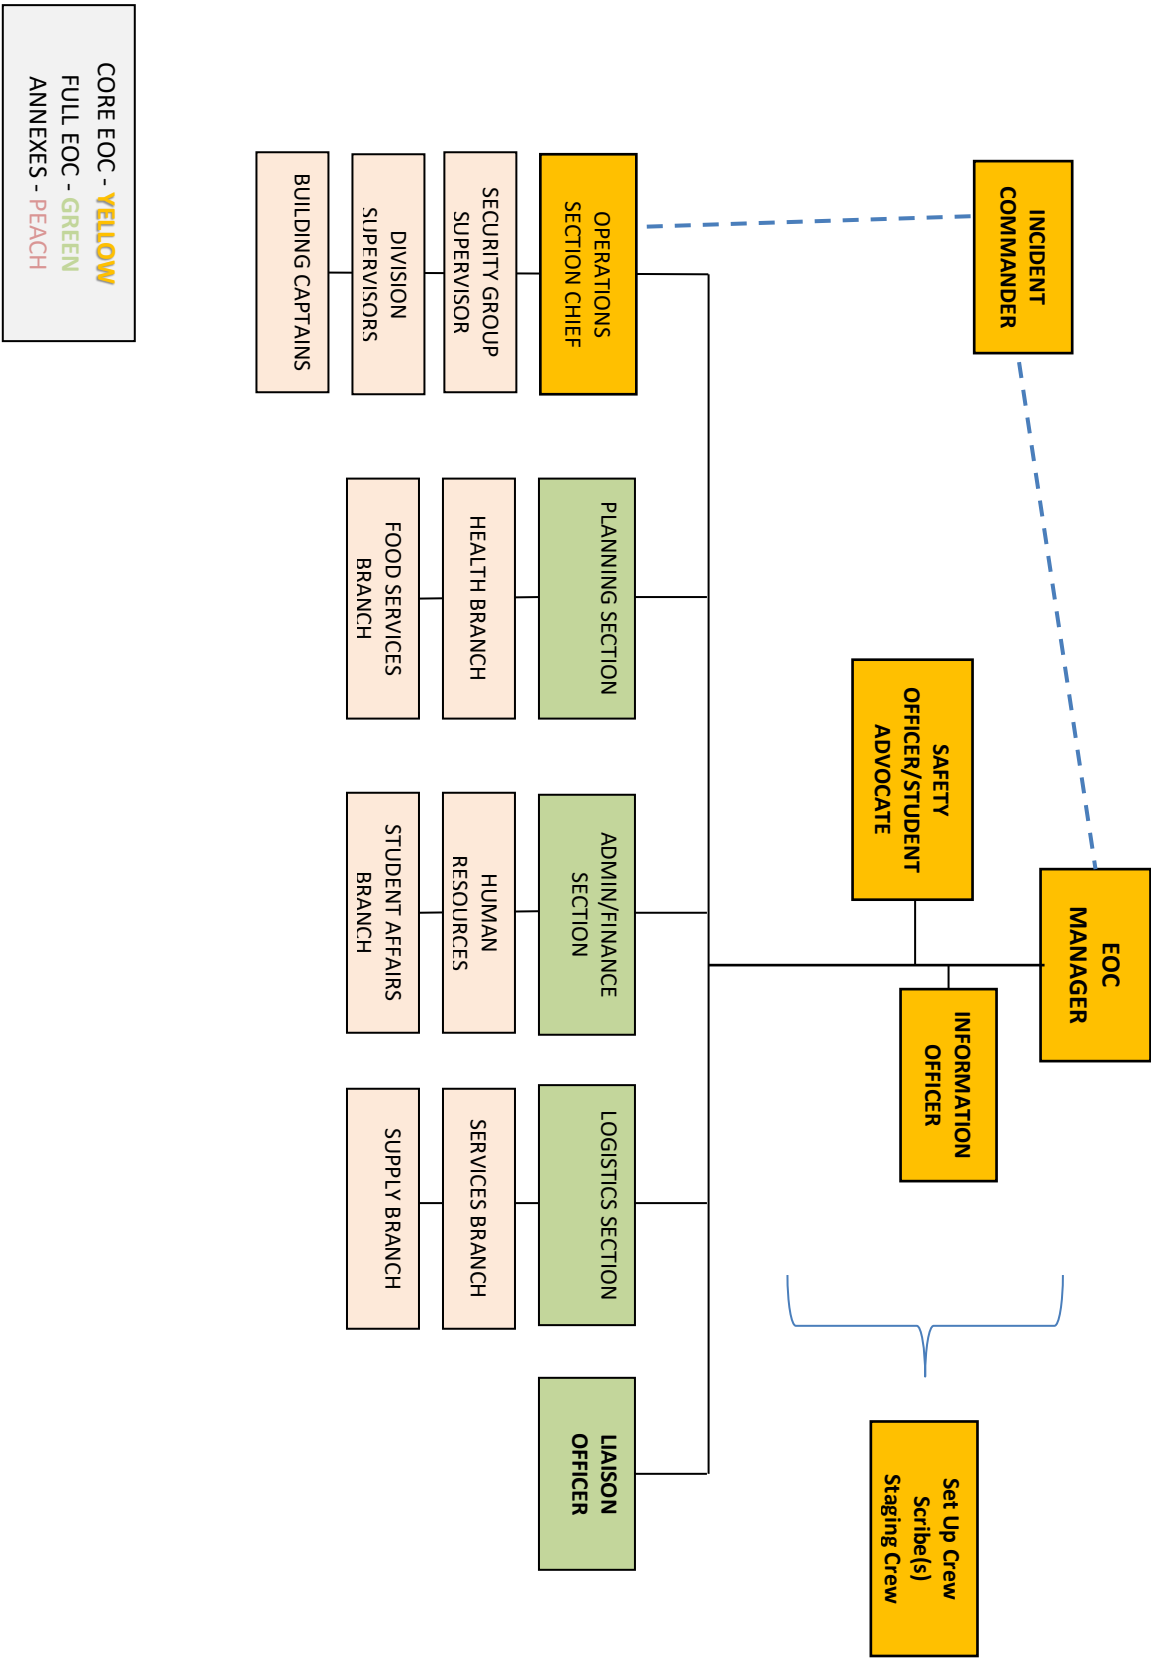 EOC
MANAGER
INCIDENT
COMMANDER
INFORMATION
OFFICER
SAFETY
OFFICER/STUDENT
ADVOCATE
Set Up Crew
Scribe(s)
Staging Crew
OPERATIONS
SECTION CHIEF
SECURITY GROUP
SUPERVISOR
DIVISION
SUPERVISORS
BUILDING CAPTAINS
PLANNING SECTION
HEALTH BRANCH
FOOD SERVICES
BRANCH
ADMIN/FINANCE
SECTION
HUMAN
RESOURCES
STUDENT AFFAIRS
BRANCH
LOGISTICS SECTION
SERVICES BRANCH
SUPPLY BRANCH
LIAISON
OFFICER
CORE EOC - YELLOW
FULL EOC - GREEN
ANNEXES - PEACH